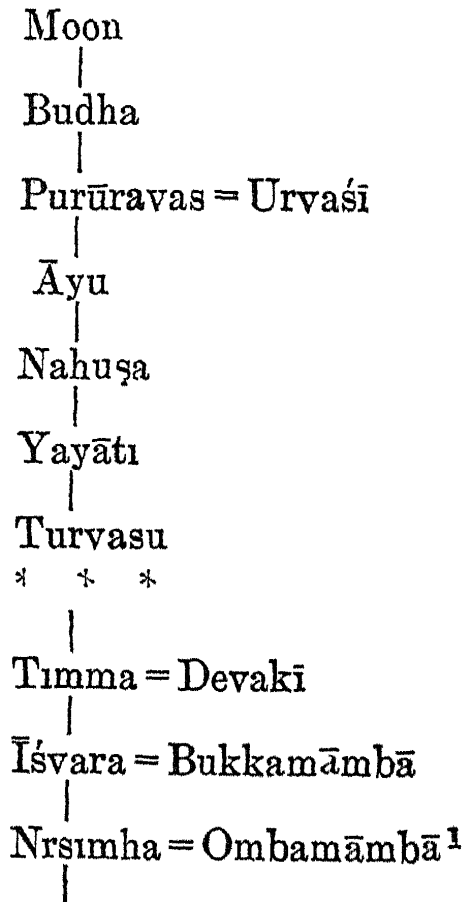 Moon
Budha
Purūravas = Urvaśī
Āyu
Nahuṣa
Yayātı
Turvasu
* * *
Tımma = Devakī
Īśvara = Bukkamāmbā
Nrsımha = Ombamāmbā¹